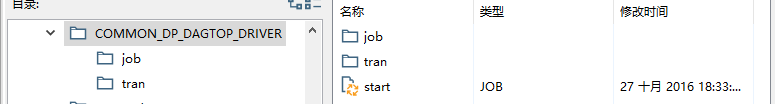 目录:
COMMON_DP_DAGTOP_DRIVER
job
tran
名称 类型 修改时间
job
tran
start JOB 27 十月 2016 18:33:...